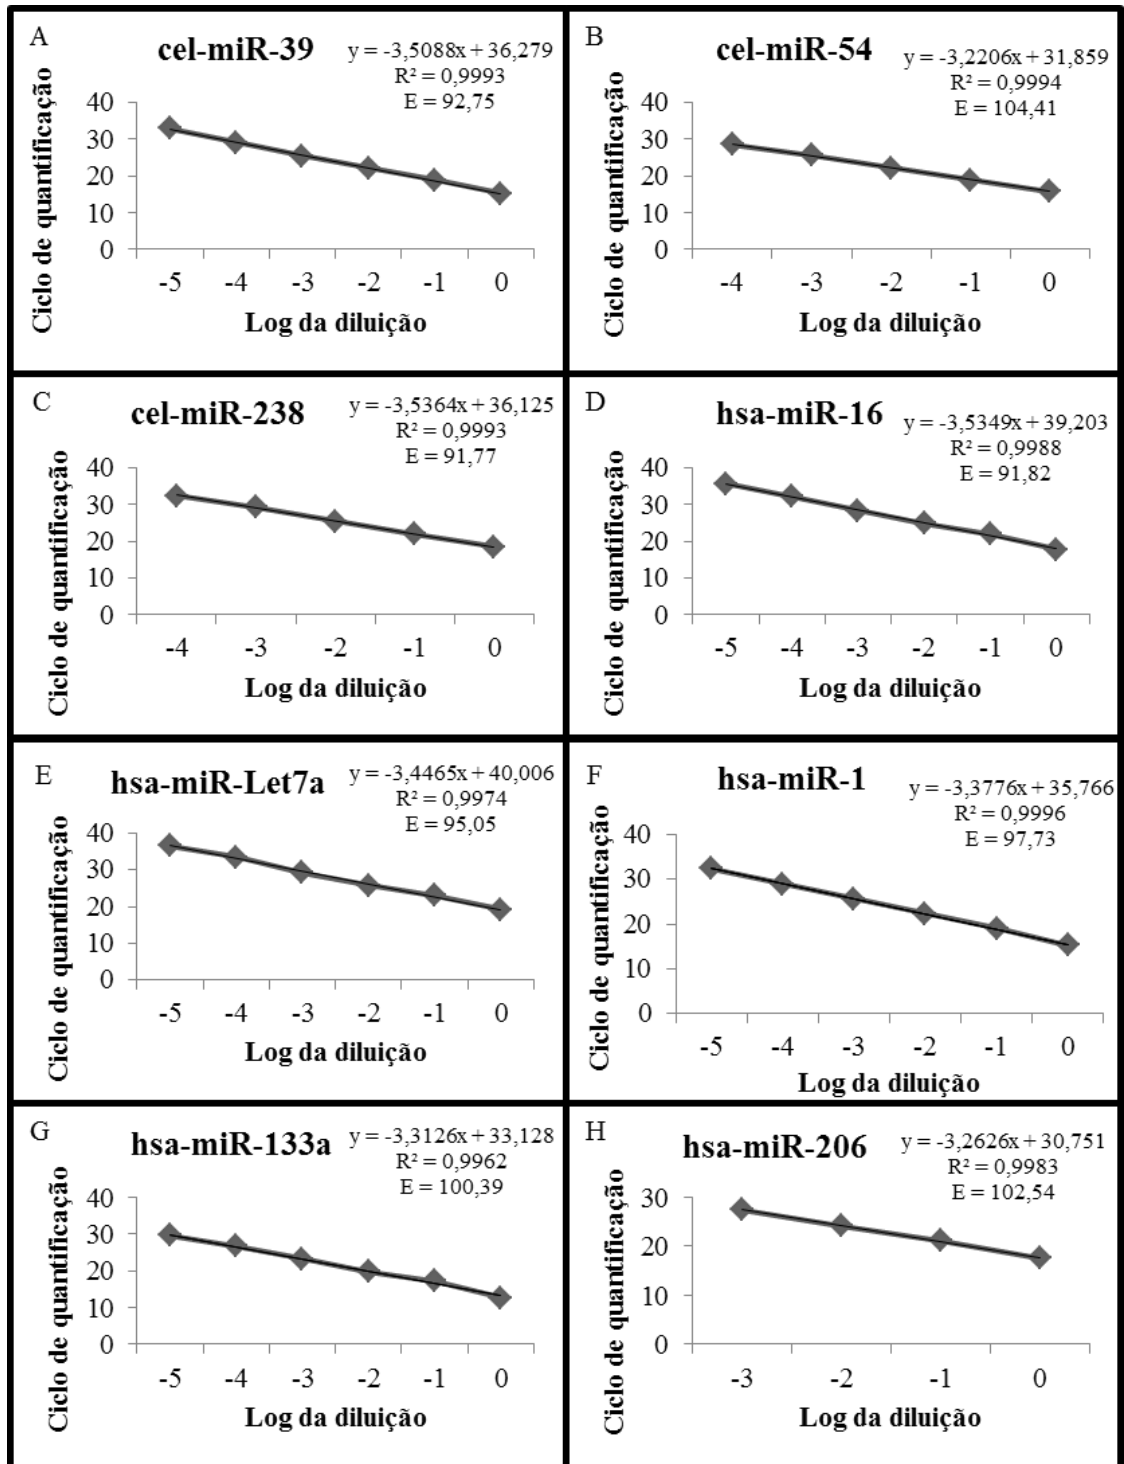 A
cel-miR-39
y = -3,5088x + 36,279
R² = 0,9993
E = 92,75
Ciclo de quantificação
40
30
20
10
0
-5 -4 -3 -2 -1 0
Log da diluição
B
cel-miR-54
y = -3,2206x + 31,859
R² = 0,9994
E = 104,41
Ciclo de quantificação
40
30
20
10
0
-4 -3 -2 -1 0
Log da diluição
C
cel-miR-238
y = -3,5364x + 36,125
R² = 0,9993
E = 91,77
Ciclo de quantificação
40
30
20
10
0
-4 -3 -2 -1 0
Log da diluição
D
hsa-miR-16
y = -3,5349x + 39,203
R² = 0,9988
E = 91,82
Ciclo de quantificação
40
30
20
10
0
-5 -4 -3 -2 -1 0
Log da diluição
E
hsa-miR-Let7a
y = -3,4465x + 40,006
R² = 0,9974
E = 95,05
Ciclo de quantificação
40
30
20
10
0
-5 -4 -3 -2 -1 0
Log da diluição
F
hsa-miR-1
y = -3,3776x + 35,766
R² = 0,9996
E = 97,73
Ciclo de quantificação
40
30
20
10
0
-5 -4 -3 -2 -1 0
Log da diluição
G
hsa-miR-133a
y = -3,3126x + 33,128
R² = 0,9962
E = 100,39
Ciclo de quantificação
40
30
20
10
0
-5 -4 -3 -2 -1 0
Log da diluição
H
hsa-miR-206
y = -3,2626x + 30,751
R² = 0,9983
E = 102,54
Ciclo de quantificação
30
20
10
0
-3 -2 -1 0
Log da diluição